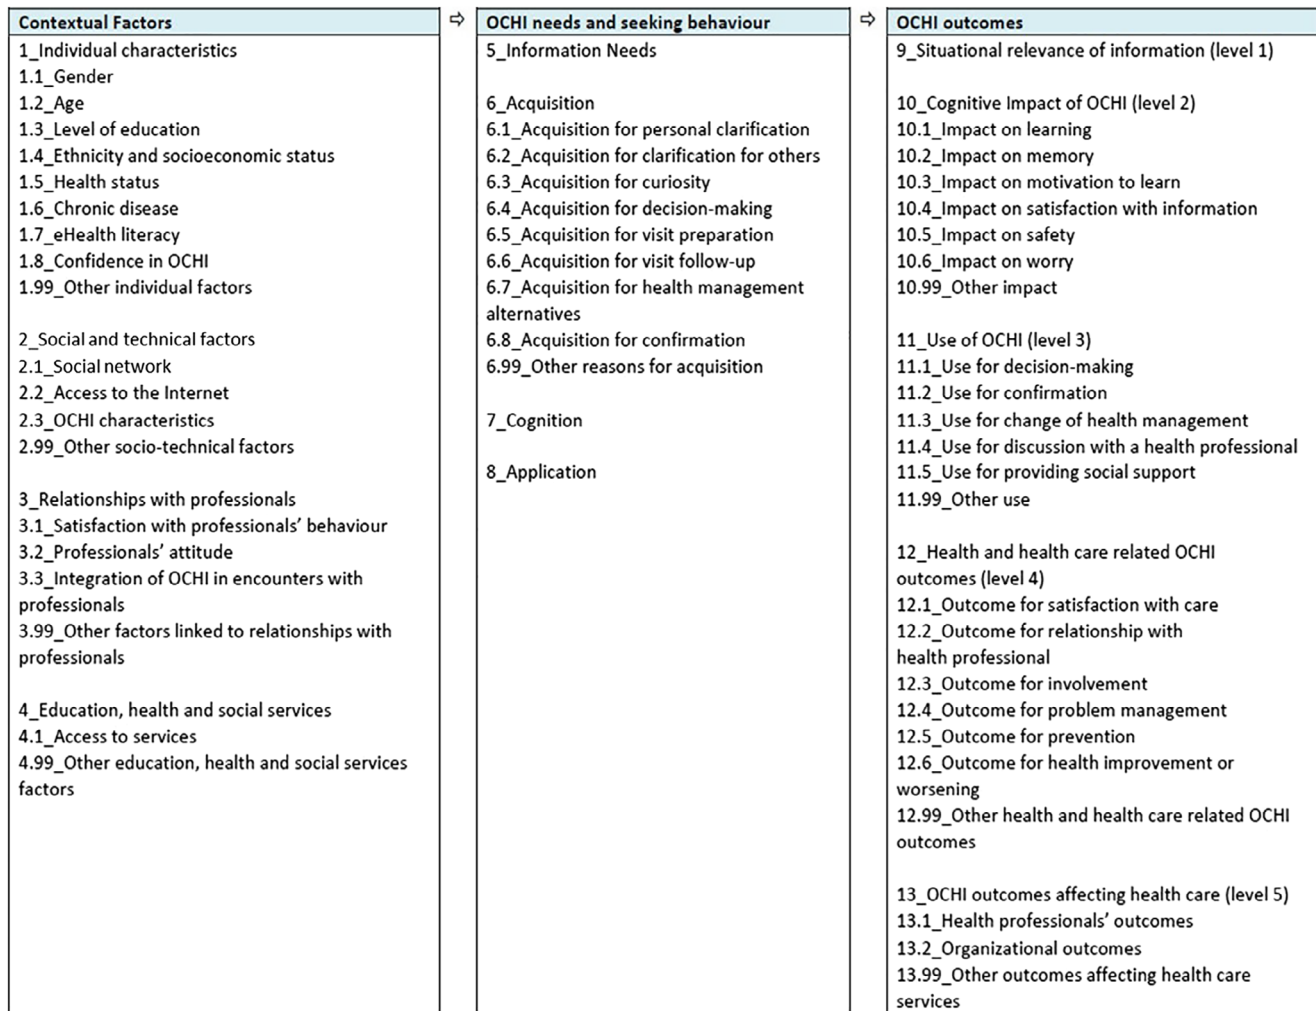 Contextual Factors
1_Individual characteristics
1.1_Gender
1.2_Age
1.3_Level of education
1.4_Ethnicity and socioeconomic status
1.5_Health status
1.6_Chronic disease
1.7_eHealth literacy
1.8_Confidence in OCHI
1.99_Other individual factors
2_Social and technical factors
2.1_Social network
2.2_Access to the Internet
2.3_OCHI characteristics
2.99_Other socio-technical factors
3_Relationships with professionals
3.1_Satisfaction with professionals’ behaviour
3.2_Professionals’ attitude
3.3_Integration of OCHI in encounters with
professionals
3.99_Other factors linked to relationships with
professionals
4_Education, health and social services
4.1_Access to services
4.99_Other education, health and social services
factors
⇨
OCHI needs and seeking behaviour
5_Information Needs
6_Acquisition
6.1_Acquisition for personal clarification
6.2_Acquisition for clarification for others
6.3_Acquisition for curiosity
6.4_Acquisition for decision-making
6.5_Acquisition for visit preparation
6.6_Acquisition for visit follow-up
6.7_Acquisition for health management
alternatives
6.8_Acquisition for confirmation
6.99_Other reasons for acquisition
7_Cognition
8_Application
⇨
OCHI outcomes
9_Situational relevance of information (level 1)
10_Cognitive Impact of OCHI (level 2)
10.1_Impact on learning
10.2_Impact on memory
10.3_Impact on motivation to learn
10.4_Impact on satisfaction with information
10.5_Impact on safety
10.6_Impact on worry
10.99_Other impact
11_Use of OCHI (level 3)
11.1_Use for decision-making
11.2_Use for confirmation
11.3_Use for change of health management
11.4_Use for discussion with a health professional
11.5_Use for providing social support
11.99_Other use
12_Health and health care related OCHI
outcomes (level 4)
12.1_Outcome for satisfaction with care
12.2_Outcome for relationship with
health professional
12.3_Outcome for involvement
12.4_Outcome for problem management
12.5_Outcome for prevention
12.6_Outcome for health improvement or
worsening
12.99_Other health and health care related OCHI
outcomes
13_OCHI outcomes affecting health care (level 5)
13.1_Health professionals’ outcomes
13.2_Organizational outcomes
13.99_Other outcomes affecting health care
services